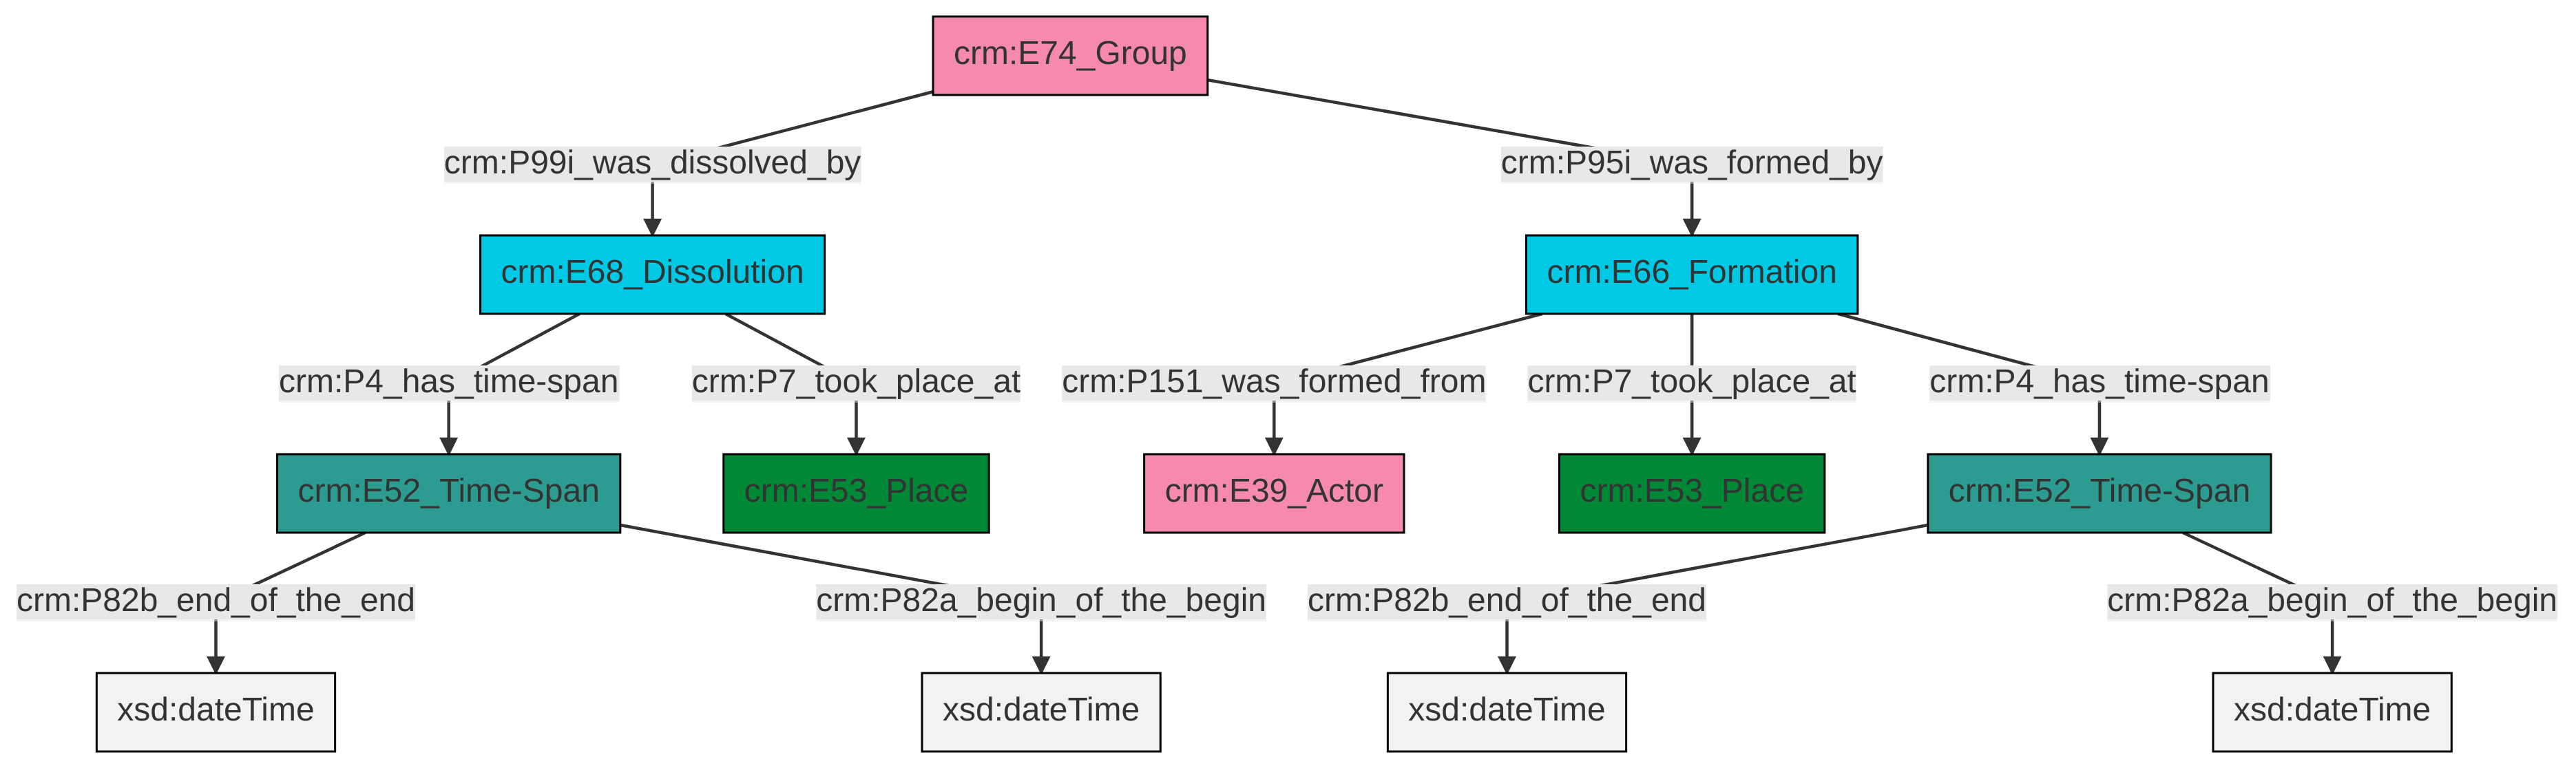 crm:E74_Group
crm:P99i_was_dissolved_by
crm:P95i_was_formed_by
crm:E68_Dissolution
crm:E66_Formation
crm:P4_has_time-span
crm:P7_took_place_at
crm:P151_was_formed_from
crm:P7_took_place_at
crm:P4_has_time-span
crm:E52_Time-Span
crm:E53_Place
crm:E39_Actor
crm:E53_Place
crm:E52_Time-Span
crm:P82b_end_of_the_end
crm:P82a_begin_of_the_begin
crm:P82b_end_of_the_end
crm:P82a_begin_of_the_begin
xsd:dateTime
xsd:dateTime
xsd:dateTime
xsd:dateTime